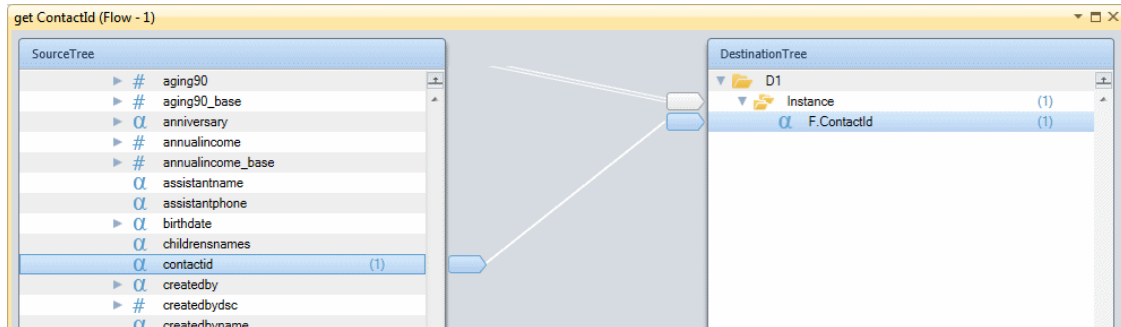 get ContactId (Flow - 1)
SourceTree
# aging90
# aging90_base
α anniversary
# annualincome
# annualincome_base
α assistantname
α assistantphone
α birthdate
α childrensnames
α contactid (1)
α createdby
# createdbydsc
α createdbyname
DestinationTree
D1
Instance (1)
α F.ContactId (1)